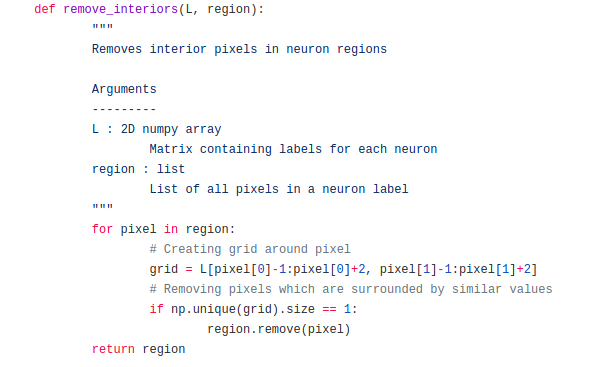 def remove_interiors(L, region):
"""
Removes interior pixels in neuron regions
Arguments
---------
L : 2D numpy array
Matrix containing labels for each neuron
region : list
List of all pixels in a neuron label
"""
for pixel in region:
# Creating grid around pixel
grid = L[pixel[0]-1:pixel[0]+2, pixel[1]-1:pixel[1]+2]
# Removing pixels which are surrounded by similar values
if np.unique(grid).size == 1:
region.remove(pixel)
return region